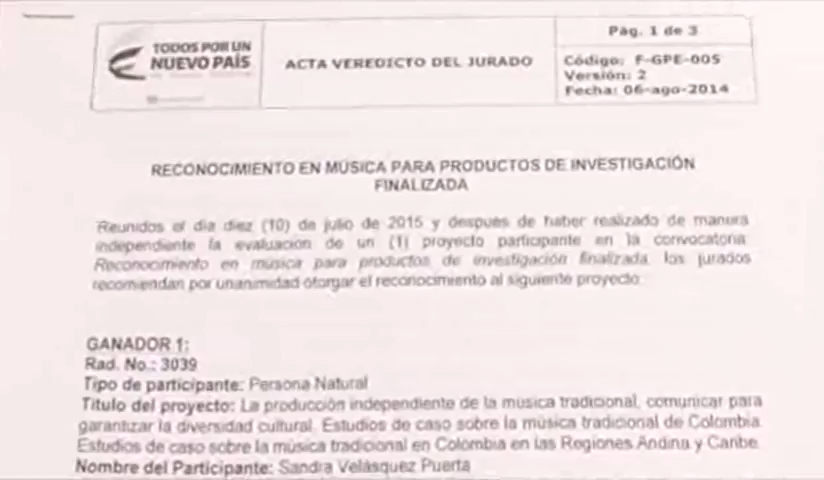 Pág. 1 de 3
TODOS POR UN
NUEVO PAÍS
ACTA VEREDICTO DEL JURADO
Código: F-GPE-005
Versión: 2
Fecha: 06-ago-2014
RECONOCIMIENTO EN MÚSICA PARA PRODUCTOS DE INVESTIGACIÓN
FINALIZADA
Reunidos el día diez (10) de julio de 2015 y después de haber realizado de manera
independiente la evaluación de un (1) proyecto participante en la convocatoria
Reconocimiento en música para productos de investigación finalizada, los jurados
recomiendan por unanimidad otorgar el reconocimiento al siguiente proyecto:
GANADOR 1:
Rad. No.: 3039
Tipo de participante: Persona Natural
Título del proyecto: La producción independiente de la música tradicional, comunicar para
garantizar la diversidad cultural. Estudios de caso sobre la música tradicional de Colombia.
Estudios de caso sobre la música tradicional en Colombia en las Regiones Andina y Caribe.
Nombre del Participante: Sandra Velásquez Puerta